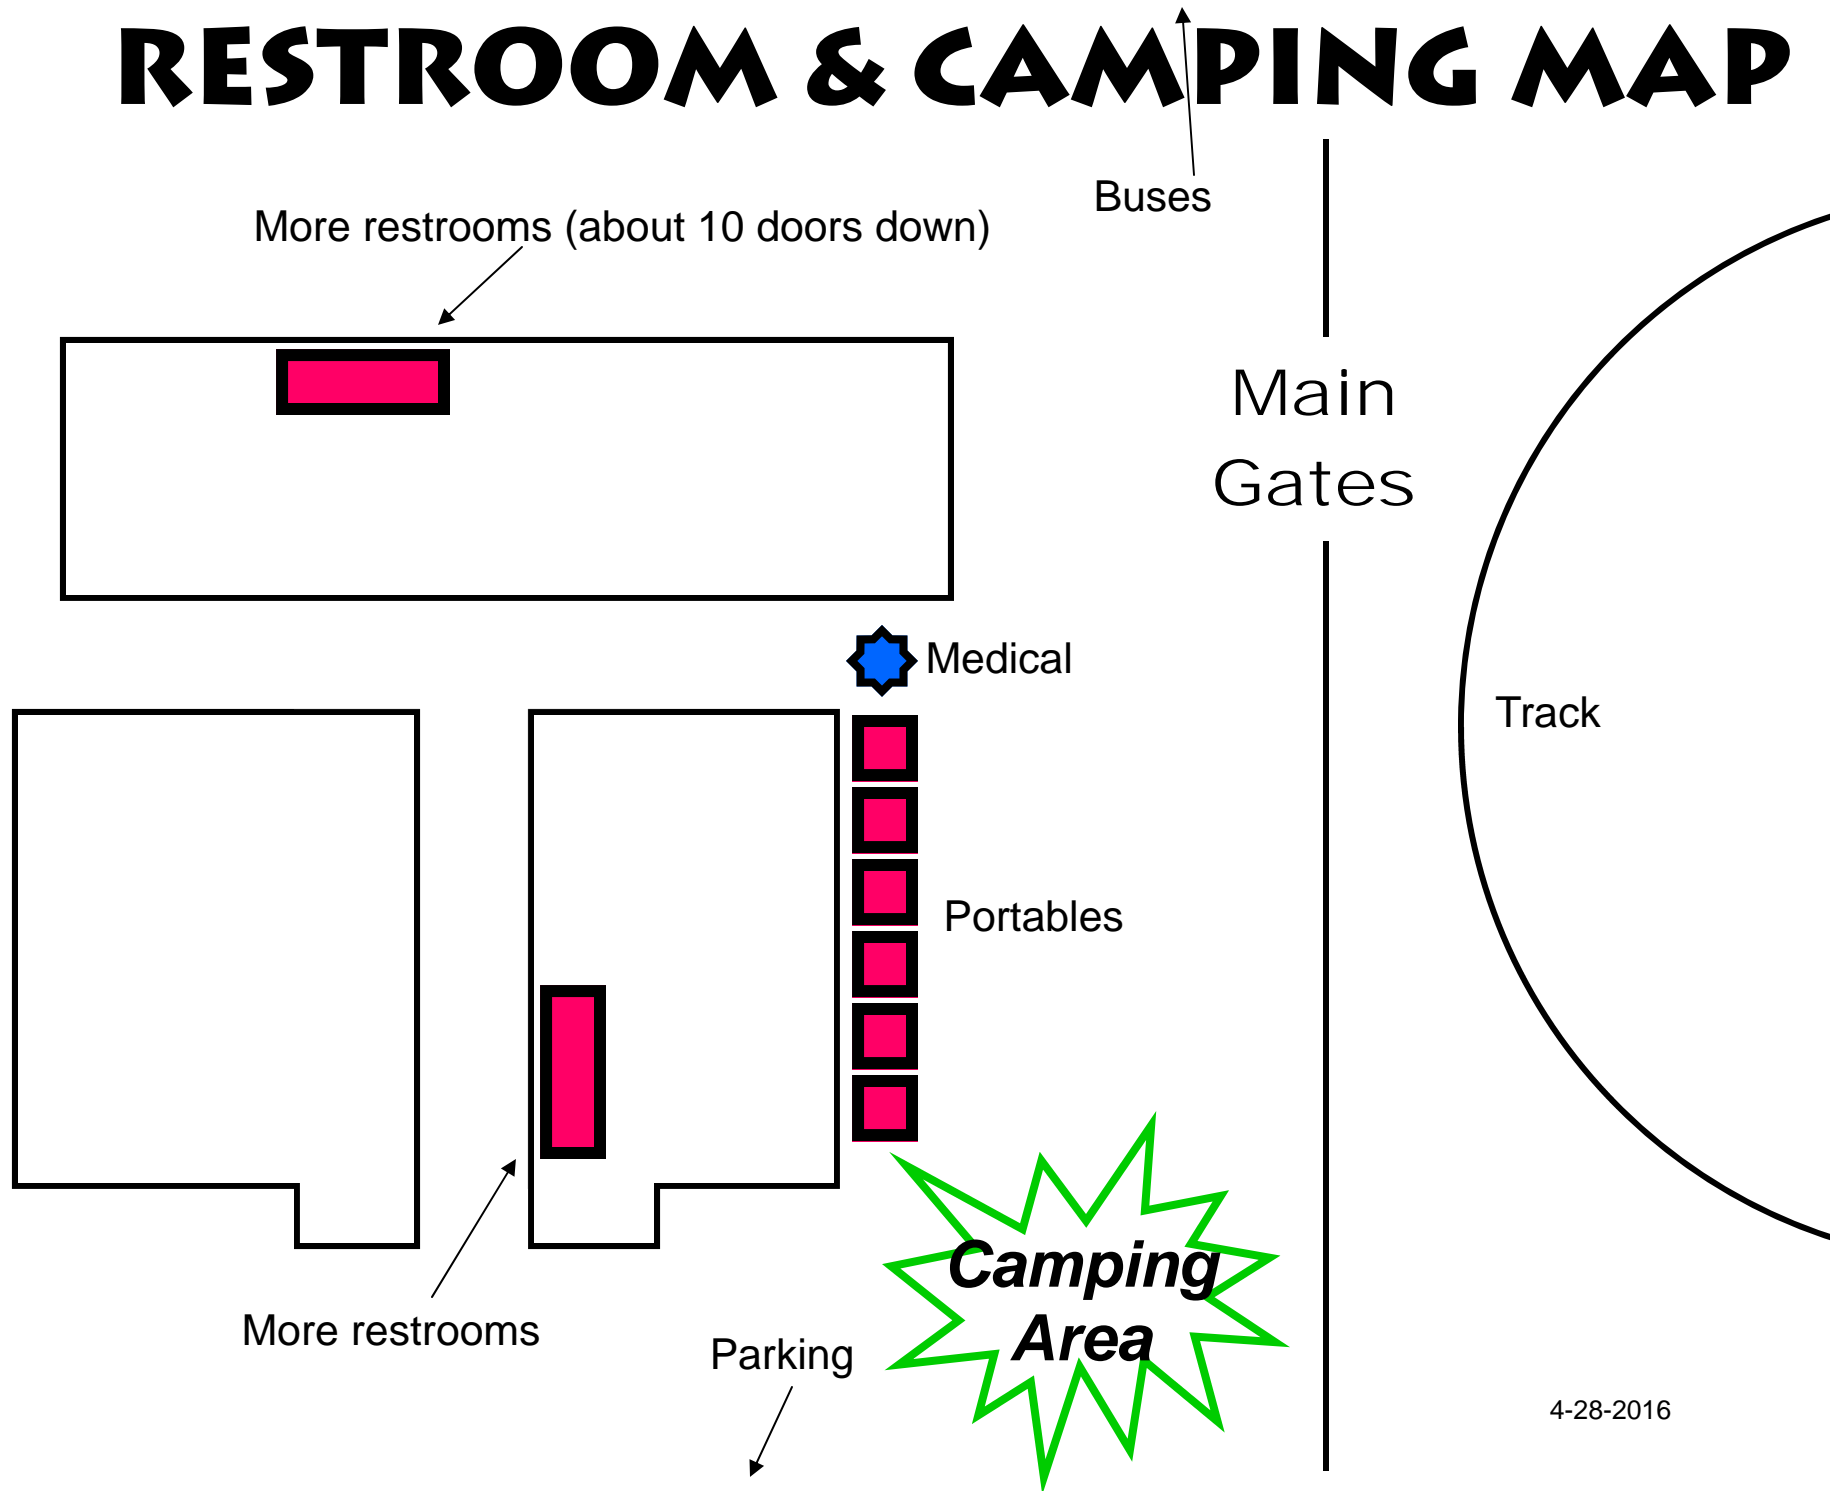 RESTROOM & CAMPING MAP
Buses
More restrooms (about 10 doors down)
Main
Gates
Medical
Track
Portables
Camping
Area
More restrooms
Parking
4-28-2016